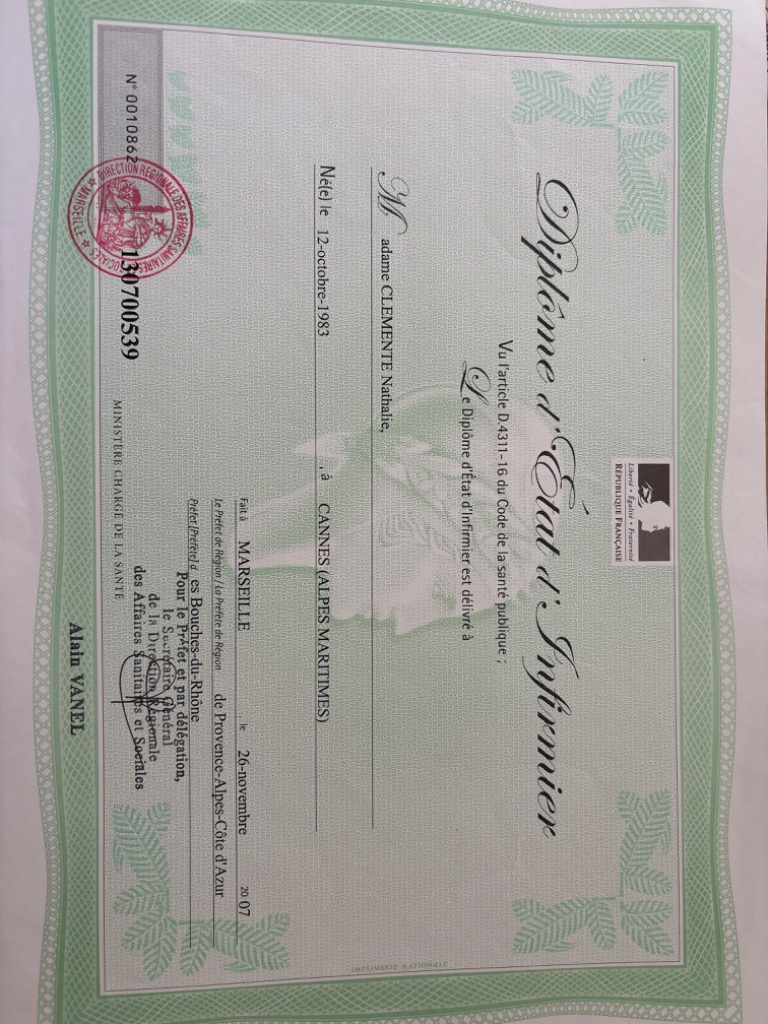 Liberté • Égalité • Fraternité
RÉPUBLIQUE FRANÇAISE
Diplôme d'État d'Infirmier
Vu l'article D.4311-16 du Code de la santé publique ;
Le Diplôme d'État d'Infirmier est délivré à
Madame CLEMENTE Nathalie,
Né(e) le 12-octobre-1983 , à CANNES (ALPES MARITIMES)
Fait à MARSEILLE le 26-novembre 2007
Le Préfet de Région / La Préfète de Région de Provence-Alpes-Côte d'Azur
Préfet [Préfète] des Bouches-du-Rhône
Pour le Préfet et par délégation,
le Secrétaire Général
de la Direction Régionale
des Affaires Sanitaires et Sociales
Alain VANEL
N° 0010862
DIRECTION REGIONALE DES AFFAIRES SANITAIRES ET SOCIALES
★ MARSEILLE ★
130700539
MINISTÈRE CHARGÉ DE LA SANTÉ
IMPRIMERIE NATIONALE